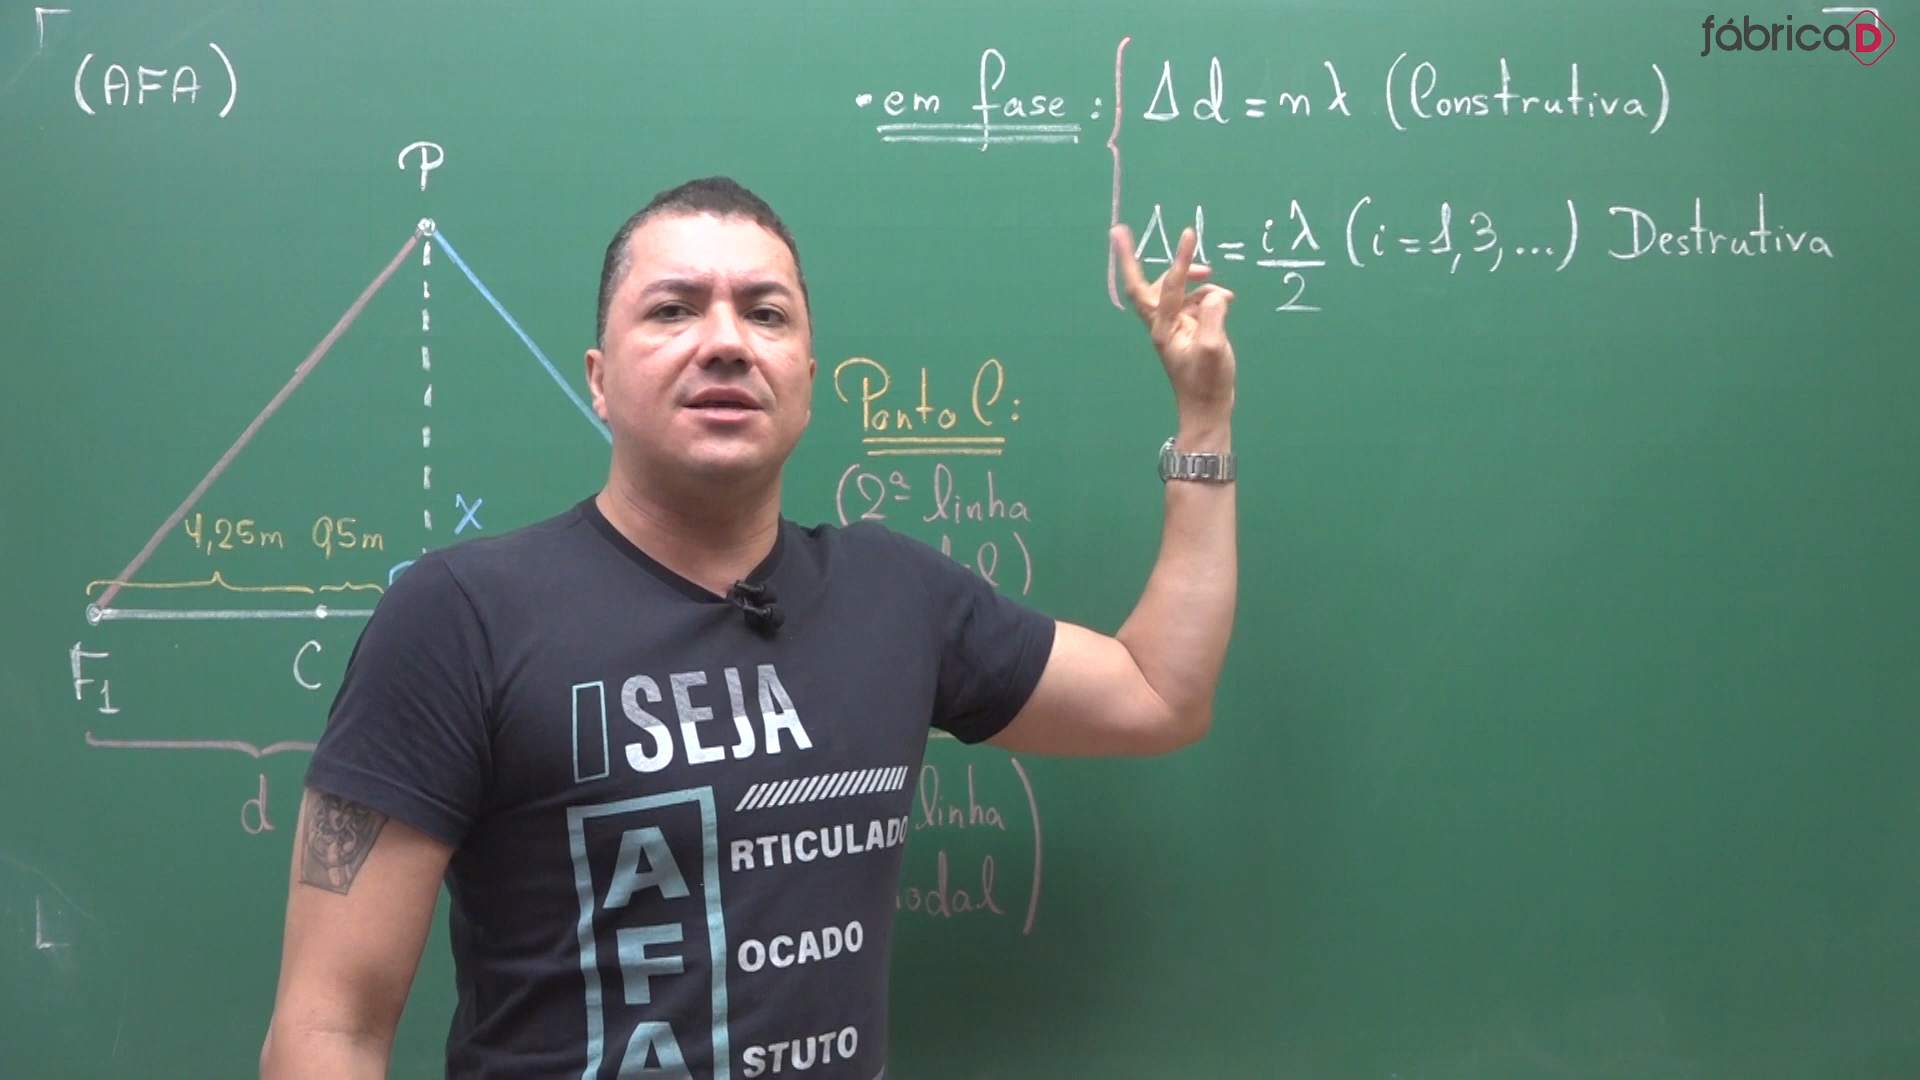 fábricaD
(AFA)
• em fase: Δd = nλ (Construtiva)
Δd = iλ/2 (i = 1, 3, ...) Destrutiva
P
Ponto C:
(2ª linha
l)
x
4,25m 0,5m
F1 C
d
linha
odal
ISEJA
AFA
RTICULADO
OCADO
STUTO